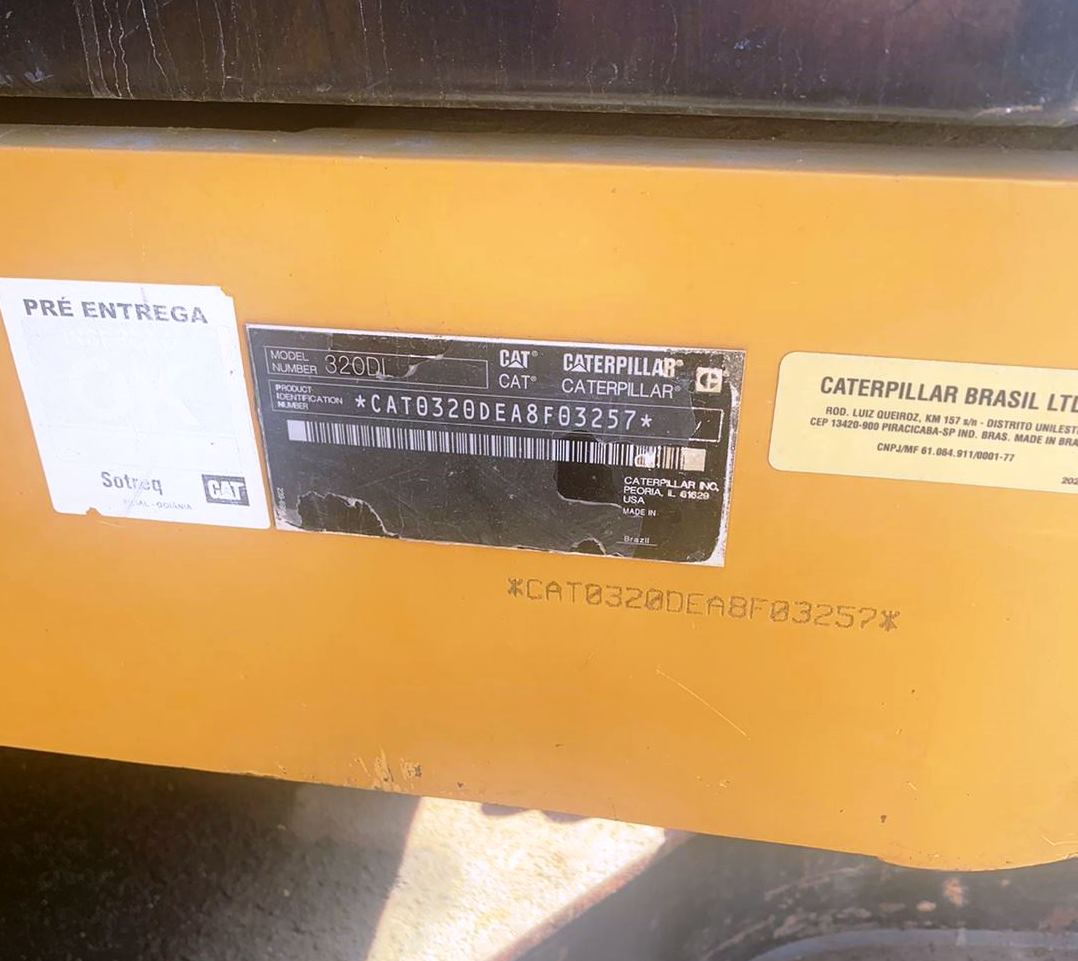 PRÉ ENTREGA
Sotreq CAT
MODEL
NUMBER 320DL
CAT® CATERPILLAR®
CAT® CATERPILLAR®
PRODUCT
IDENTIFICATION
NUMBER
*CAT0320DEA8F03257*
CATERPILLAR INC.
PEORIA, IL 61629
USA
MADE IN
Brazil
*CAT0320DEA8F03257*
CATERPILLAR BRASIL LTD
ROD. LUIZ QUEIROZ, KM 157 s/n - DISTRITO UNILEST
CEP 13420-900 PIRACICABA-SP IND. BRAS. MADE IN BRA
CNPJ/MF 61.064.911/0001-77